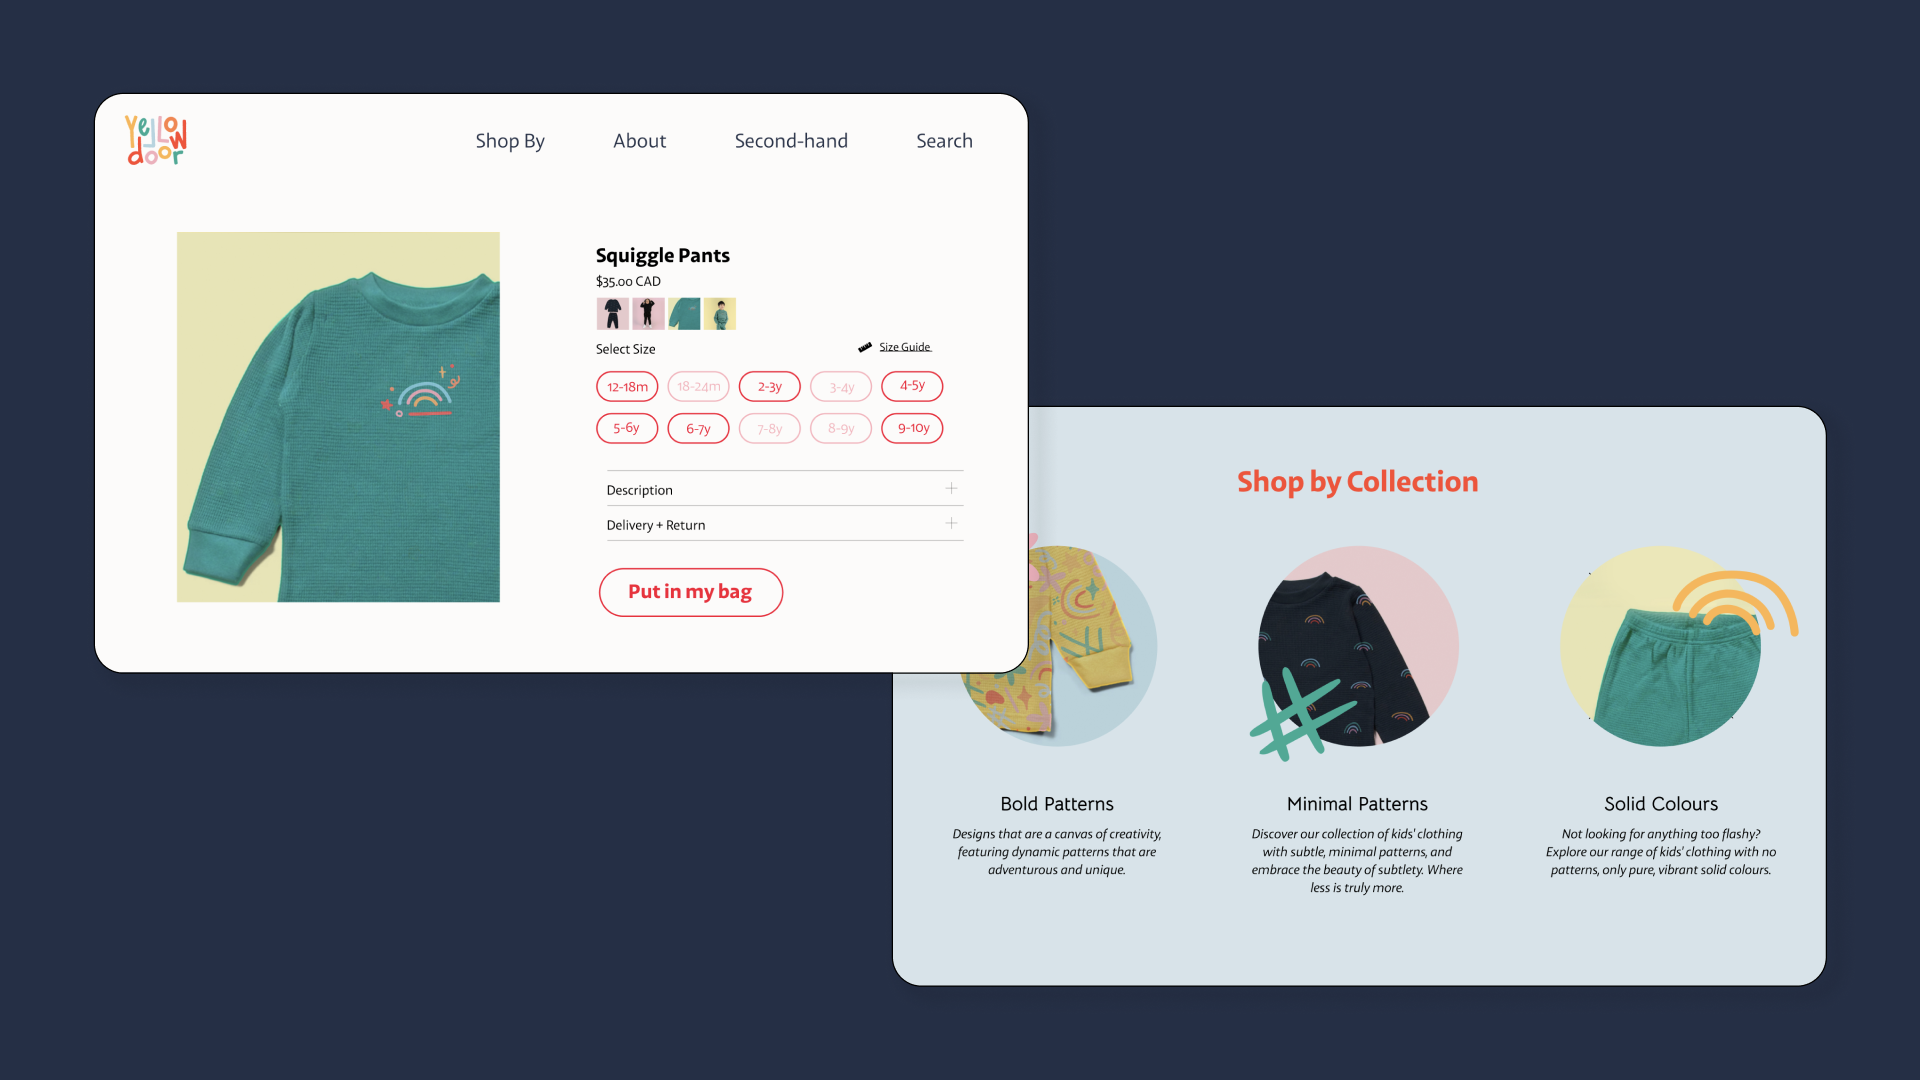 Yellow
door
Shop By
About
Second-hand
Search
Squiggle Pants
$35.00 CAD
Select Size
Size Guide
12-18m
18-24m
2-3y
3-4y
4-5y
5-6y
6-7y
7-8y
8-9y
9-10y
Description
Delivery + Return
Put in my bag
Shop by Collection
Bold Patterns
Designs that are a canvas of creativity,
featuring dynamic patterns that are
adventurous and unique.
Minimal Patterns
Discover our collection of kids' clothing
with subtle, minimal patterns, and
embrace the beauty of subtlety. Where
less is truly more.
Solid Colours
Not looking for anything too flashy?
Explore our range of kids' clothing with no
patterns, only pure, vibrant solid colours.